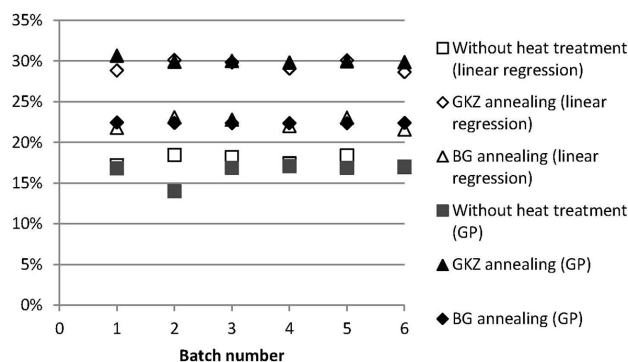 35%
30%
25%
20%
15%
10%
5%
0%
0 1 2 3 4 5 6
Batch number
Without heat treatment
(linear regression)
GKZ annealing (linear
regression)
BG annealing (linear
regression)
Without heat treatment
(GP)
GKZ annealing (GP)
BG annealing (GP)